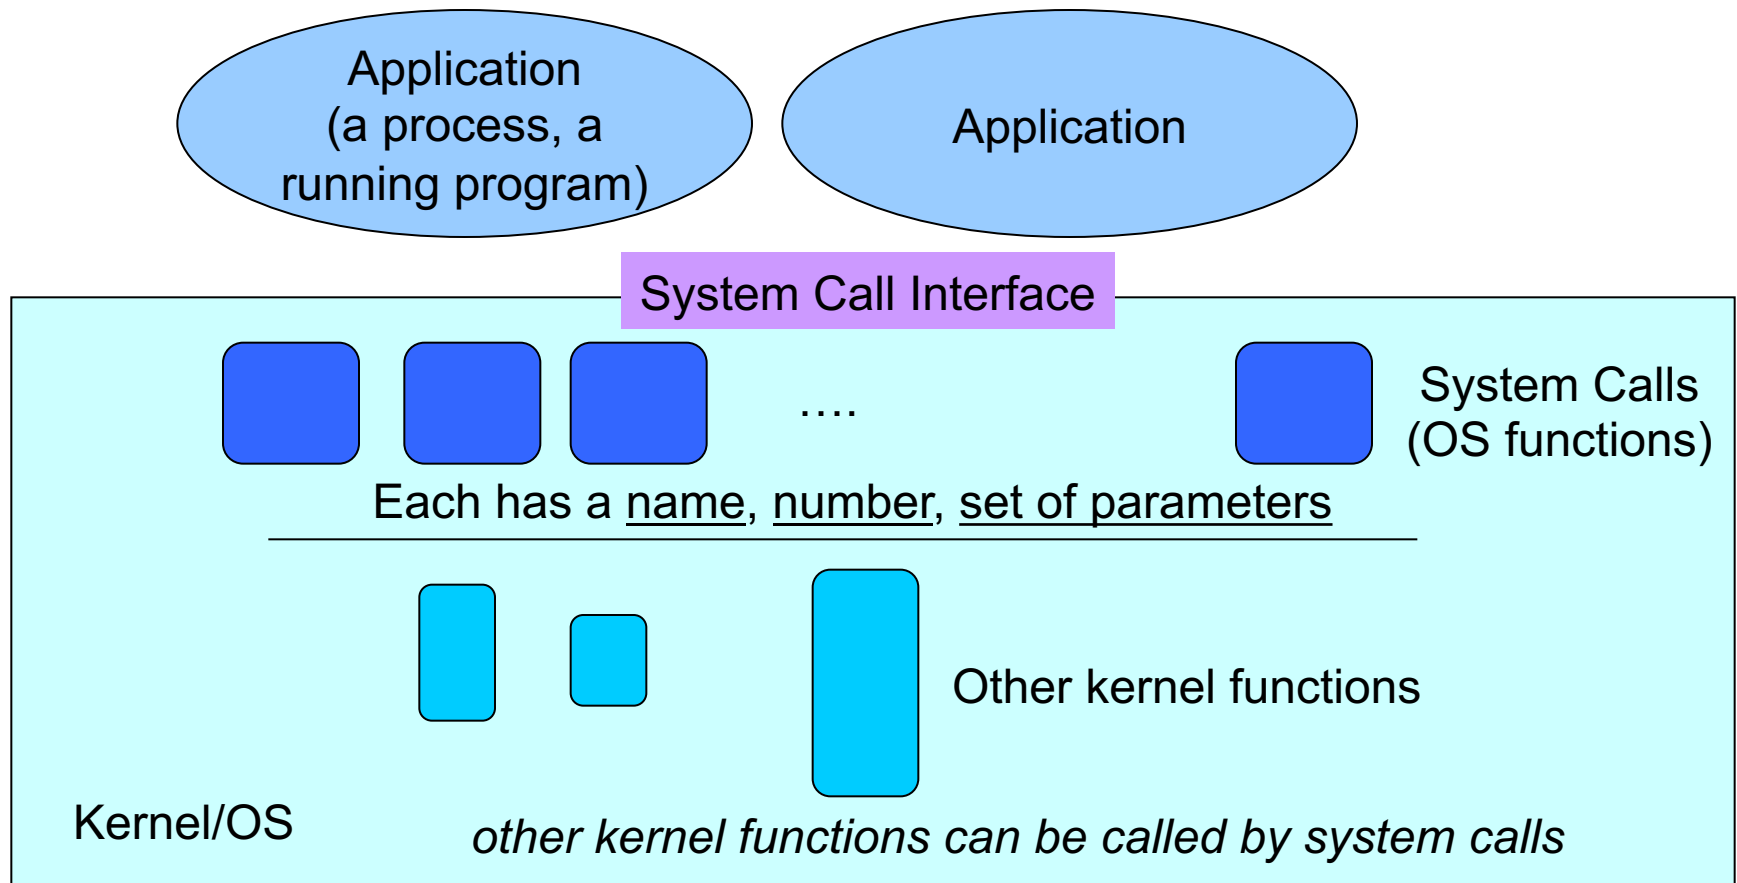 Application
(a process, a
running program)
Application
System Call Interface
….
System Calls
(OS functions)
Each has a name, number, set of parameters
Other kernel functions
Kernel/OS
other kernel functions can be called by system calls